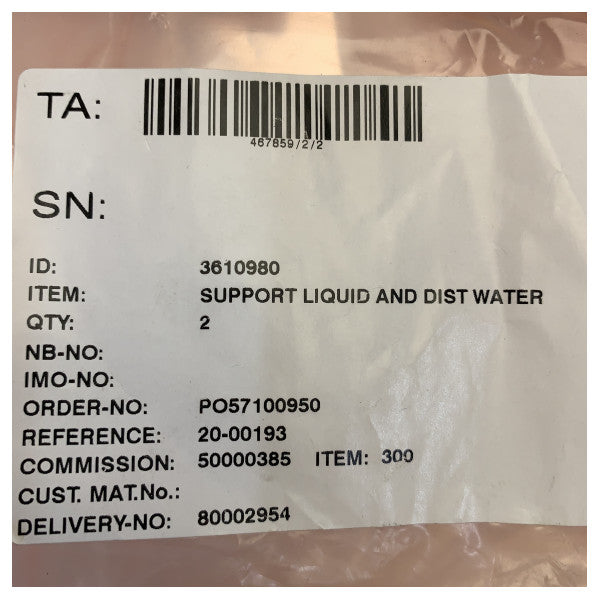 TA:
467859/2/2
SN:
ID: 3610980
ITEM: SUPPORT LIQUID AND DIST WATER
QTY: 2
NB-NO:
IMO-NO:
ORDER-NO: PO57100950
REFERENCE: 20-00193
COMMISSION: 50000385 ITEM: 300
CUST. MAT.No.:
DELIVERY-NO: 80002954